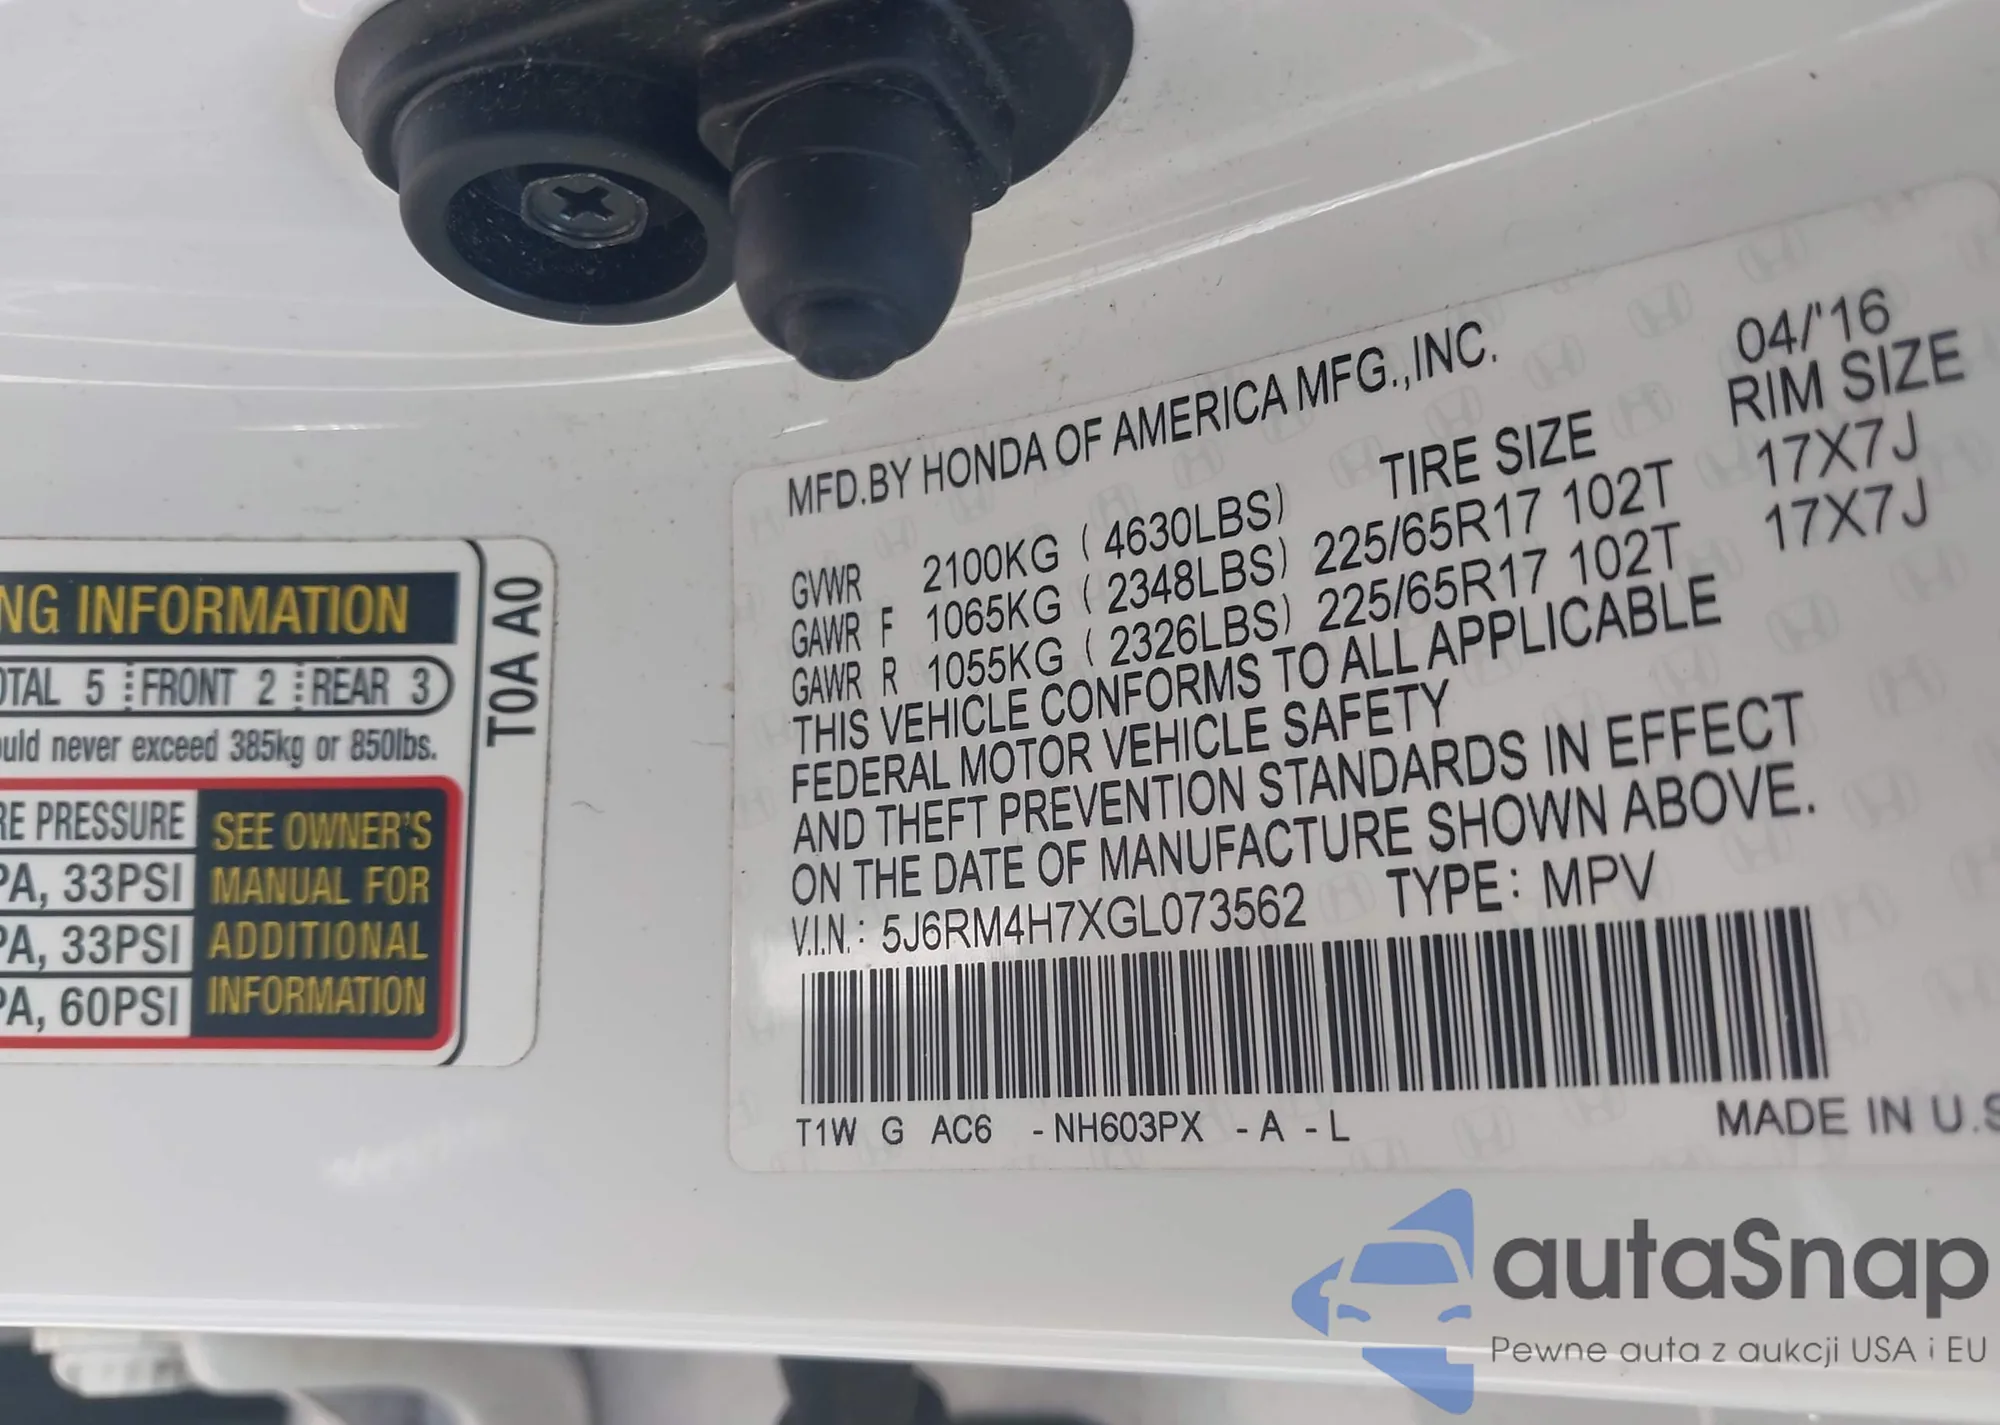 NG INFORMATION
OTAL 5 FRONT 2 REAR 3
ould never exceed 385kg or 850lbs.
RE PRESSURE
PA, 33PSI
PA, 33PSI
PA, 60PSI
SEE OWNER'S
MANUAL FOR
ADDITIONAL
INFORMATION
T0A A0
MFD.BY HONDA OF AMERICA MFG.,INC. 04/'16
TIRE SIZE RIM SIZE
GVWR 2100KG ( 4630LBS)
GAWR F 1065KG ( 2348LBS) 225/65R17 102T 17X7J
GAWR R 1055KG ( 2326LBS) 225/65R17 102T 17X7J
THIS VEHICLE CONFORMS TO ALL APPLICABLE
FEDERAL MOTOR VEHICLE SAFETY
AND THEFT PREVENTION STANDARDS IN EFFECT
ON THE DATE OF MANUFACTURE SHOWN ABOVE.
V.I.N.: 5J6RM4H7XGL073562 TYPE: MPV
T1W G AC6 -NH603PX -A -L
MADE IN U.S
autaSnap
Pewne auta z aukcji USA i EU